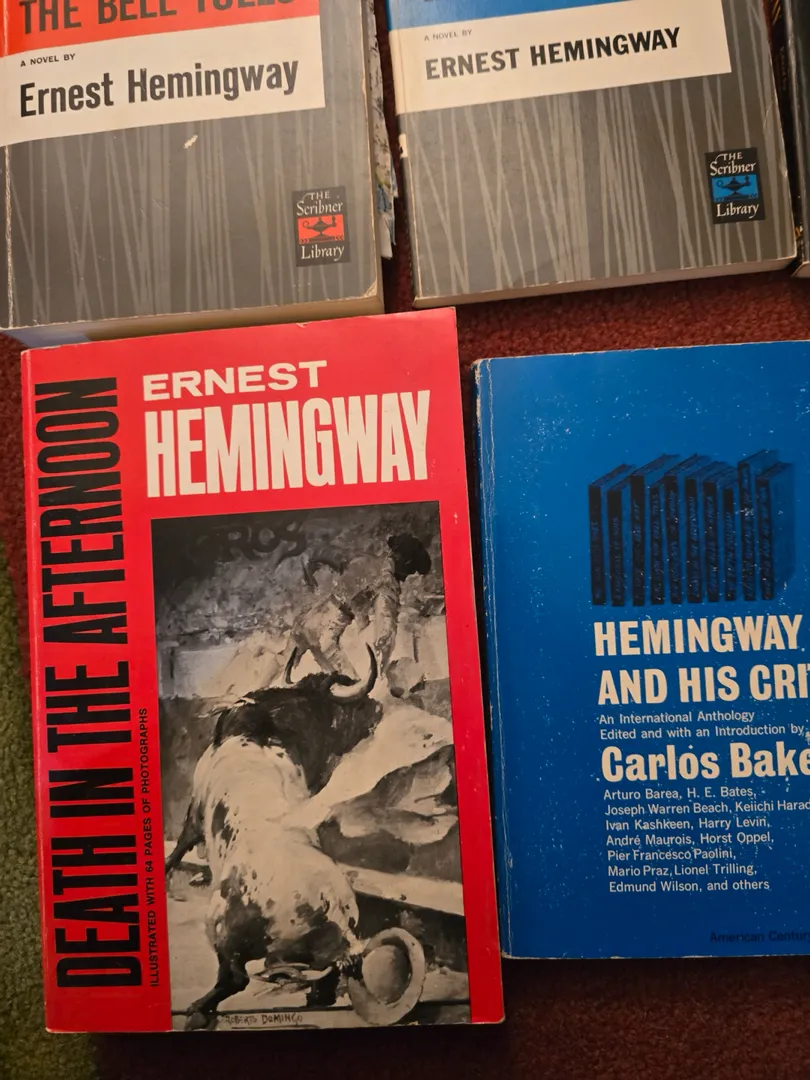 THE BELL TOLLS
A NOVEL BY
Ernest Hemingway
THE
Scribner
Library
A NOVEL BY
ERNEST HEMINGWAY
THE
Scribner
Library
DEATH IN THE AFTERNOON
ILLUSTRATED WITH 64 PAGES OF PHOTOGRAPHS
ERNEST
HEMINGWAY
ROBERTO DOMINGO
HEMINGWAY
AND HIS CRI
An International Anthology
Edited and with an Introduction by
Carlos Bake
Arturo Barea, H. E. Bates,
Joseph Warren Beach, Keiichi Harad
Ivan Kashkeen, Harry Levin,
André Maurois, Horst Oppel,
Pier Francesco Paolini,
Mario Praz, Lionel Trilling,
Edmund Wilson, and others
American Centur